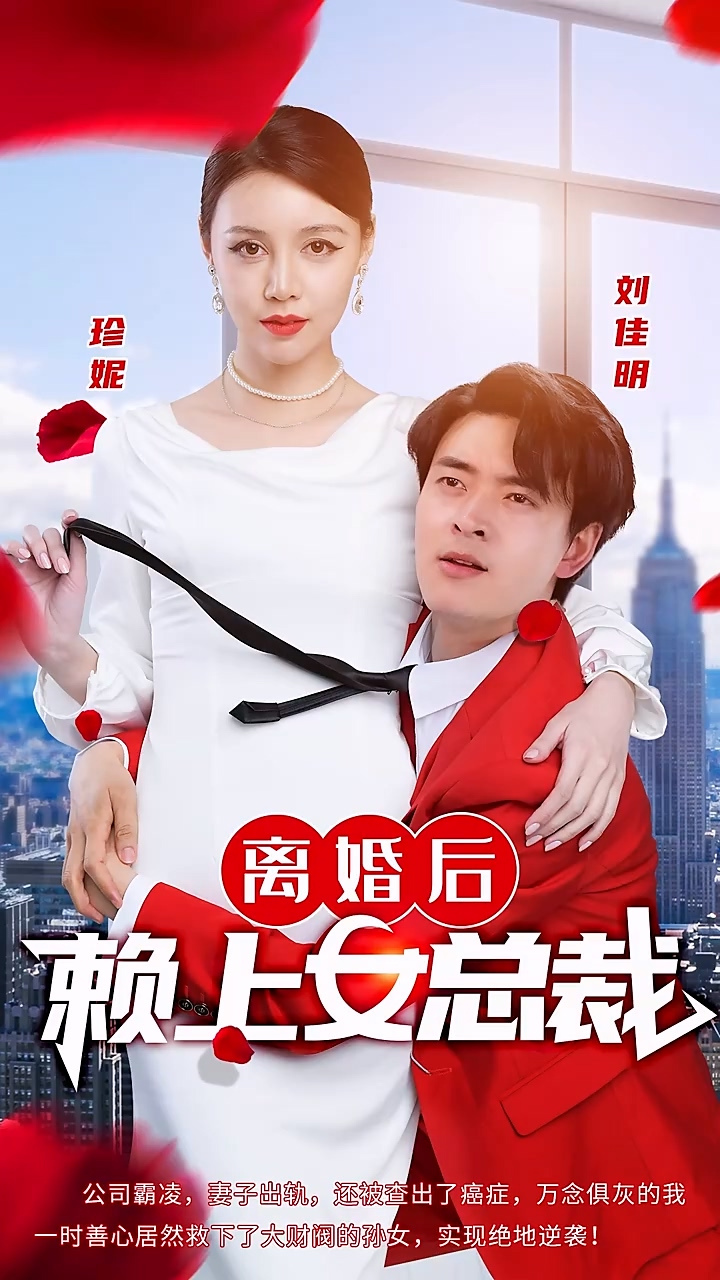 珍妮
刘佳明
离婚后
赖上女总裁
公司霸凌，妻子出轨，还被查出了癌症，万念俱灰的我
一时善心居然救下了大财阀的孙女，实现绝地逆袭！